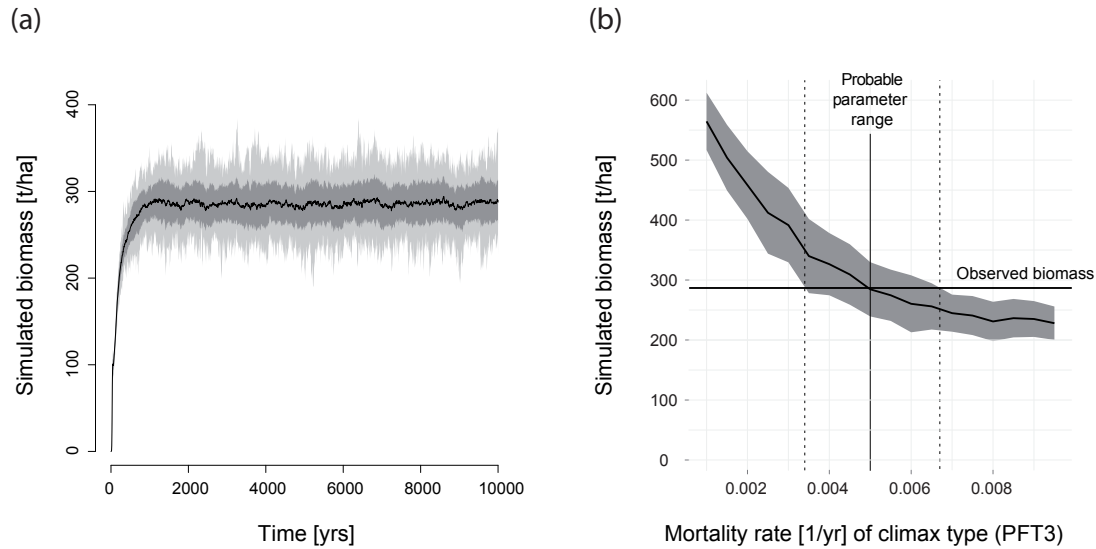 (a)
Simulated biomass [t/ha]
400
300
200
100
0
0 2000 4000 6000 8000 10000
Time [yrs]
(b)
Simulated biomass [t/ha]
Probable
parameter
range
Observed biomass
600
500
400
300
200
100
0
0.002 0.004 0.006 0.008
Mortality rate [1/yr] of climax type (PFT3)